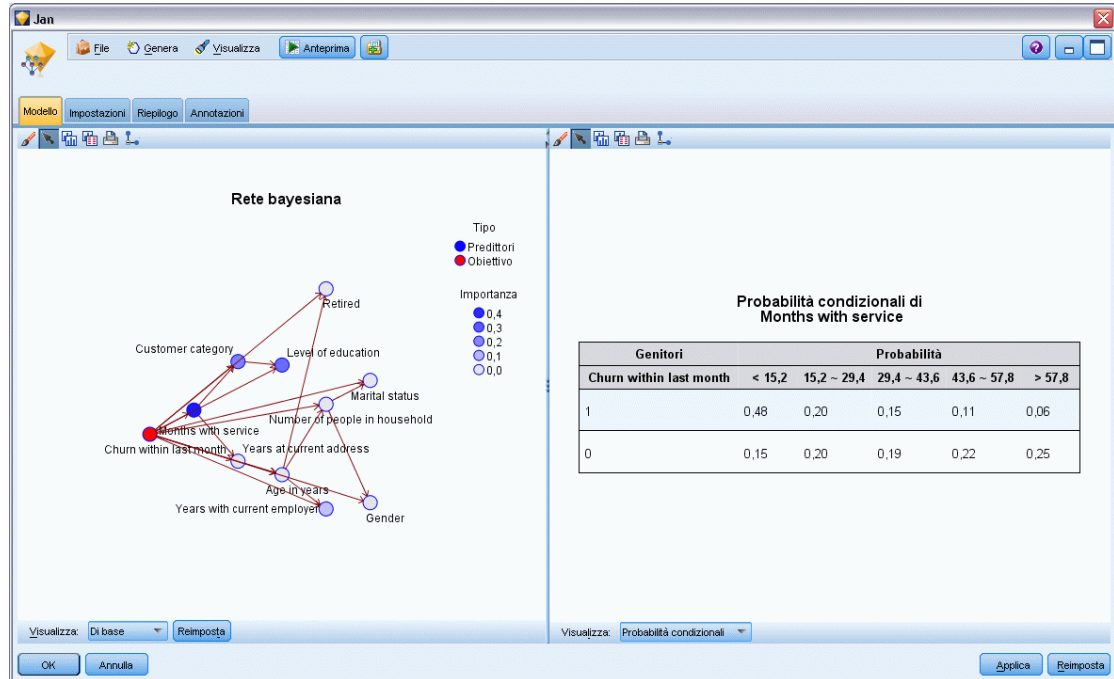 Jan
File Genera Visualizza Anteprima
Modello Impostazioni Riepilogo Annotazioni
Rete bayesiana
Tipo
Predittori
Obiettivo
Importanza
0,4
0,3
0,2
0,1
0,0
Retired
Customer category
Level of education
Marital status
Number of people in household
Months with service
Churn within last month
Years at current address
Age in years
Years with current employer
Gender
Visualizza: Di base Reimposta
Probabilità condizionali di
Months with service
Genitori Probabilità
Churn within last month < 15,2 15,2 ~ 29,4 29,4 ~ 43,6 43,6 ~ 57,8 > 57,8
1 0,48 0,20 0,15 0,11 0,06
0 0,15 0,20 0,19 0,22 0,25
Visualizza: Probabilità condizionali
OK Annulla Applica Reimposta